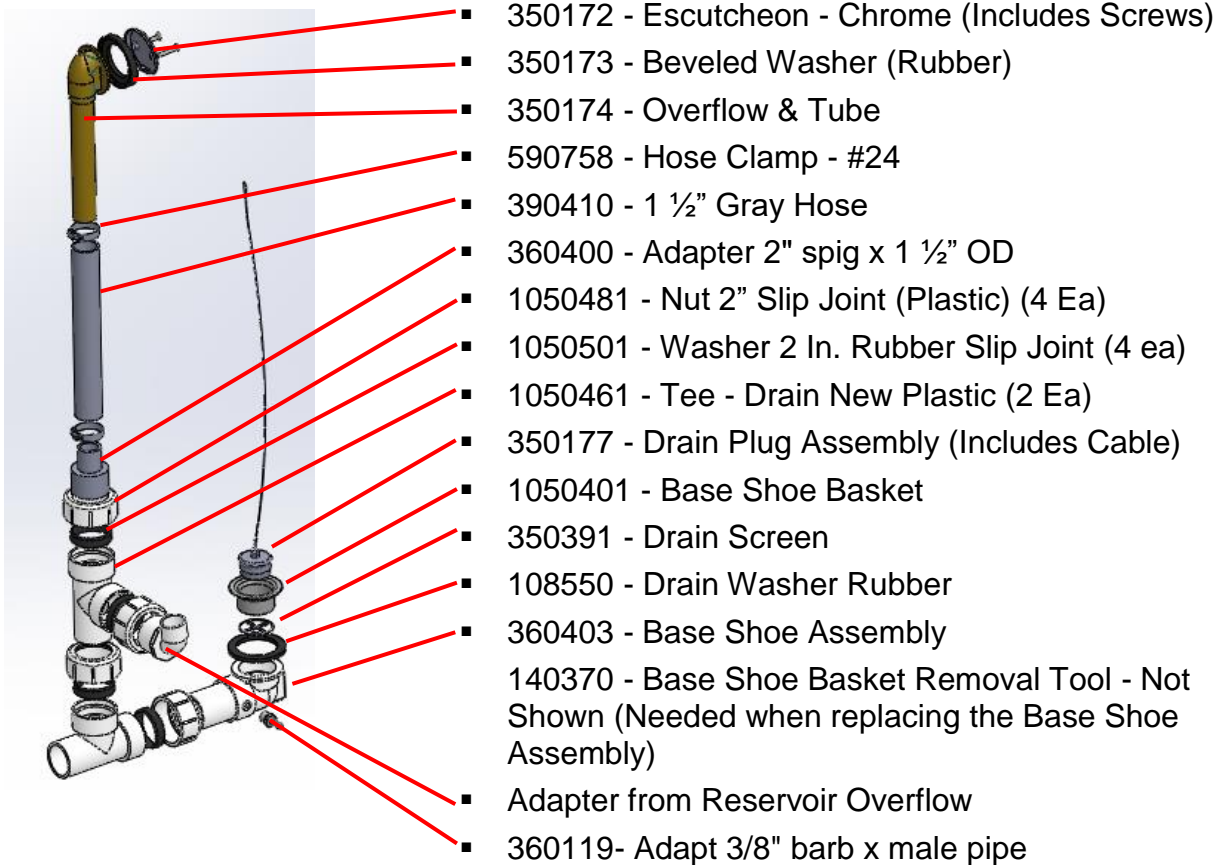 ▪ 350172 - Escutcheon - Chrome (Includes Screws)
▪ 350173 - Beveled Washer (Rubber)
▪ 350174 - Overflow & Tube
▪ 590758 - Hose Clamp - #24
▪ 390410 - 1 ½” Gray Hose
▪ 360400 - Adapter 2" spig x 1 ½” OD
▪ 1050481 - Nut 2” Slip Joint (Plastic) (4 Ea)
▪ 1050501 - Washer 2 In. Rubber Slip Joint (4 ea)
▪ 1050461 - Tee - Drain New Plastic (2 Ea)
▪ 350177 - Drain Plug Assembly (Includes Cable)
▪ 1050401 - Base Shoe Basket
▪ 350391 - Drain Screen
▪ 108550 - Drain Washer Rubber
▪ 360403 - Base Shoe Assembly
140370 - Base Shoe Basket Removal Tool - Not
Shown (Needed when replacing the Base Shoe
Assembly)
▪ Adapter from Reservoir Overflow
▪ 360119- Adapt 3/8" barb x male pipe